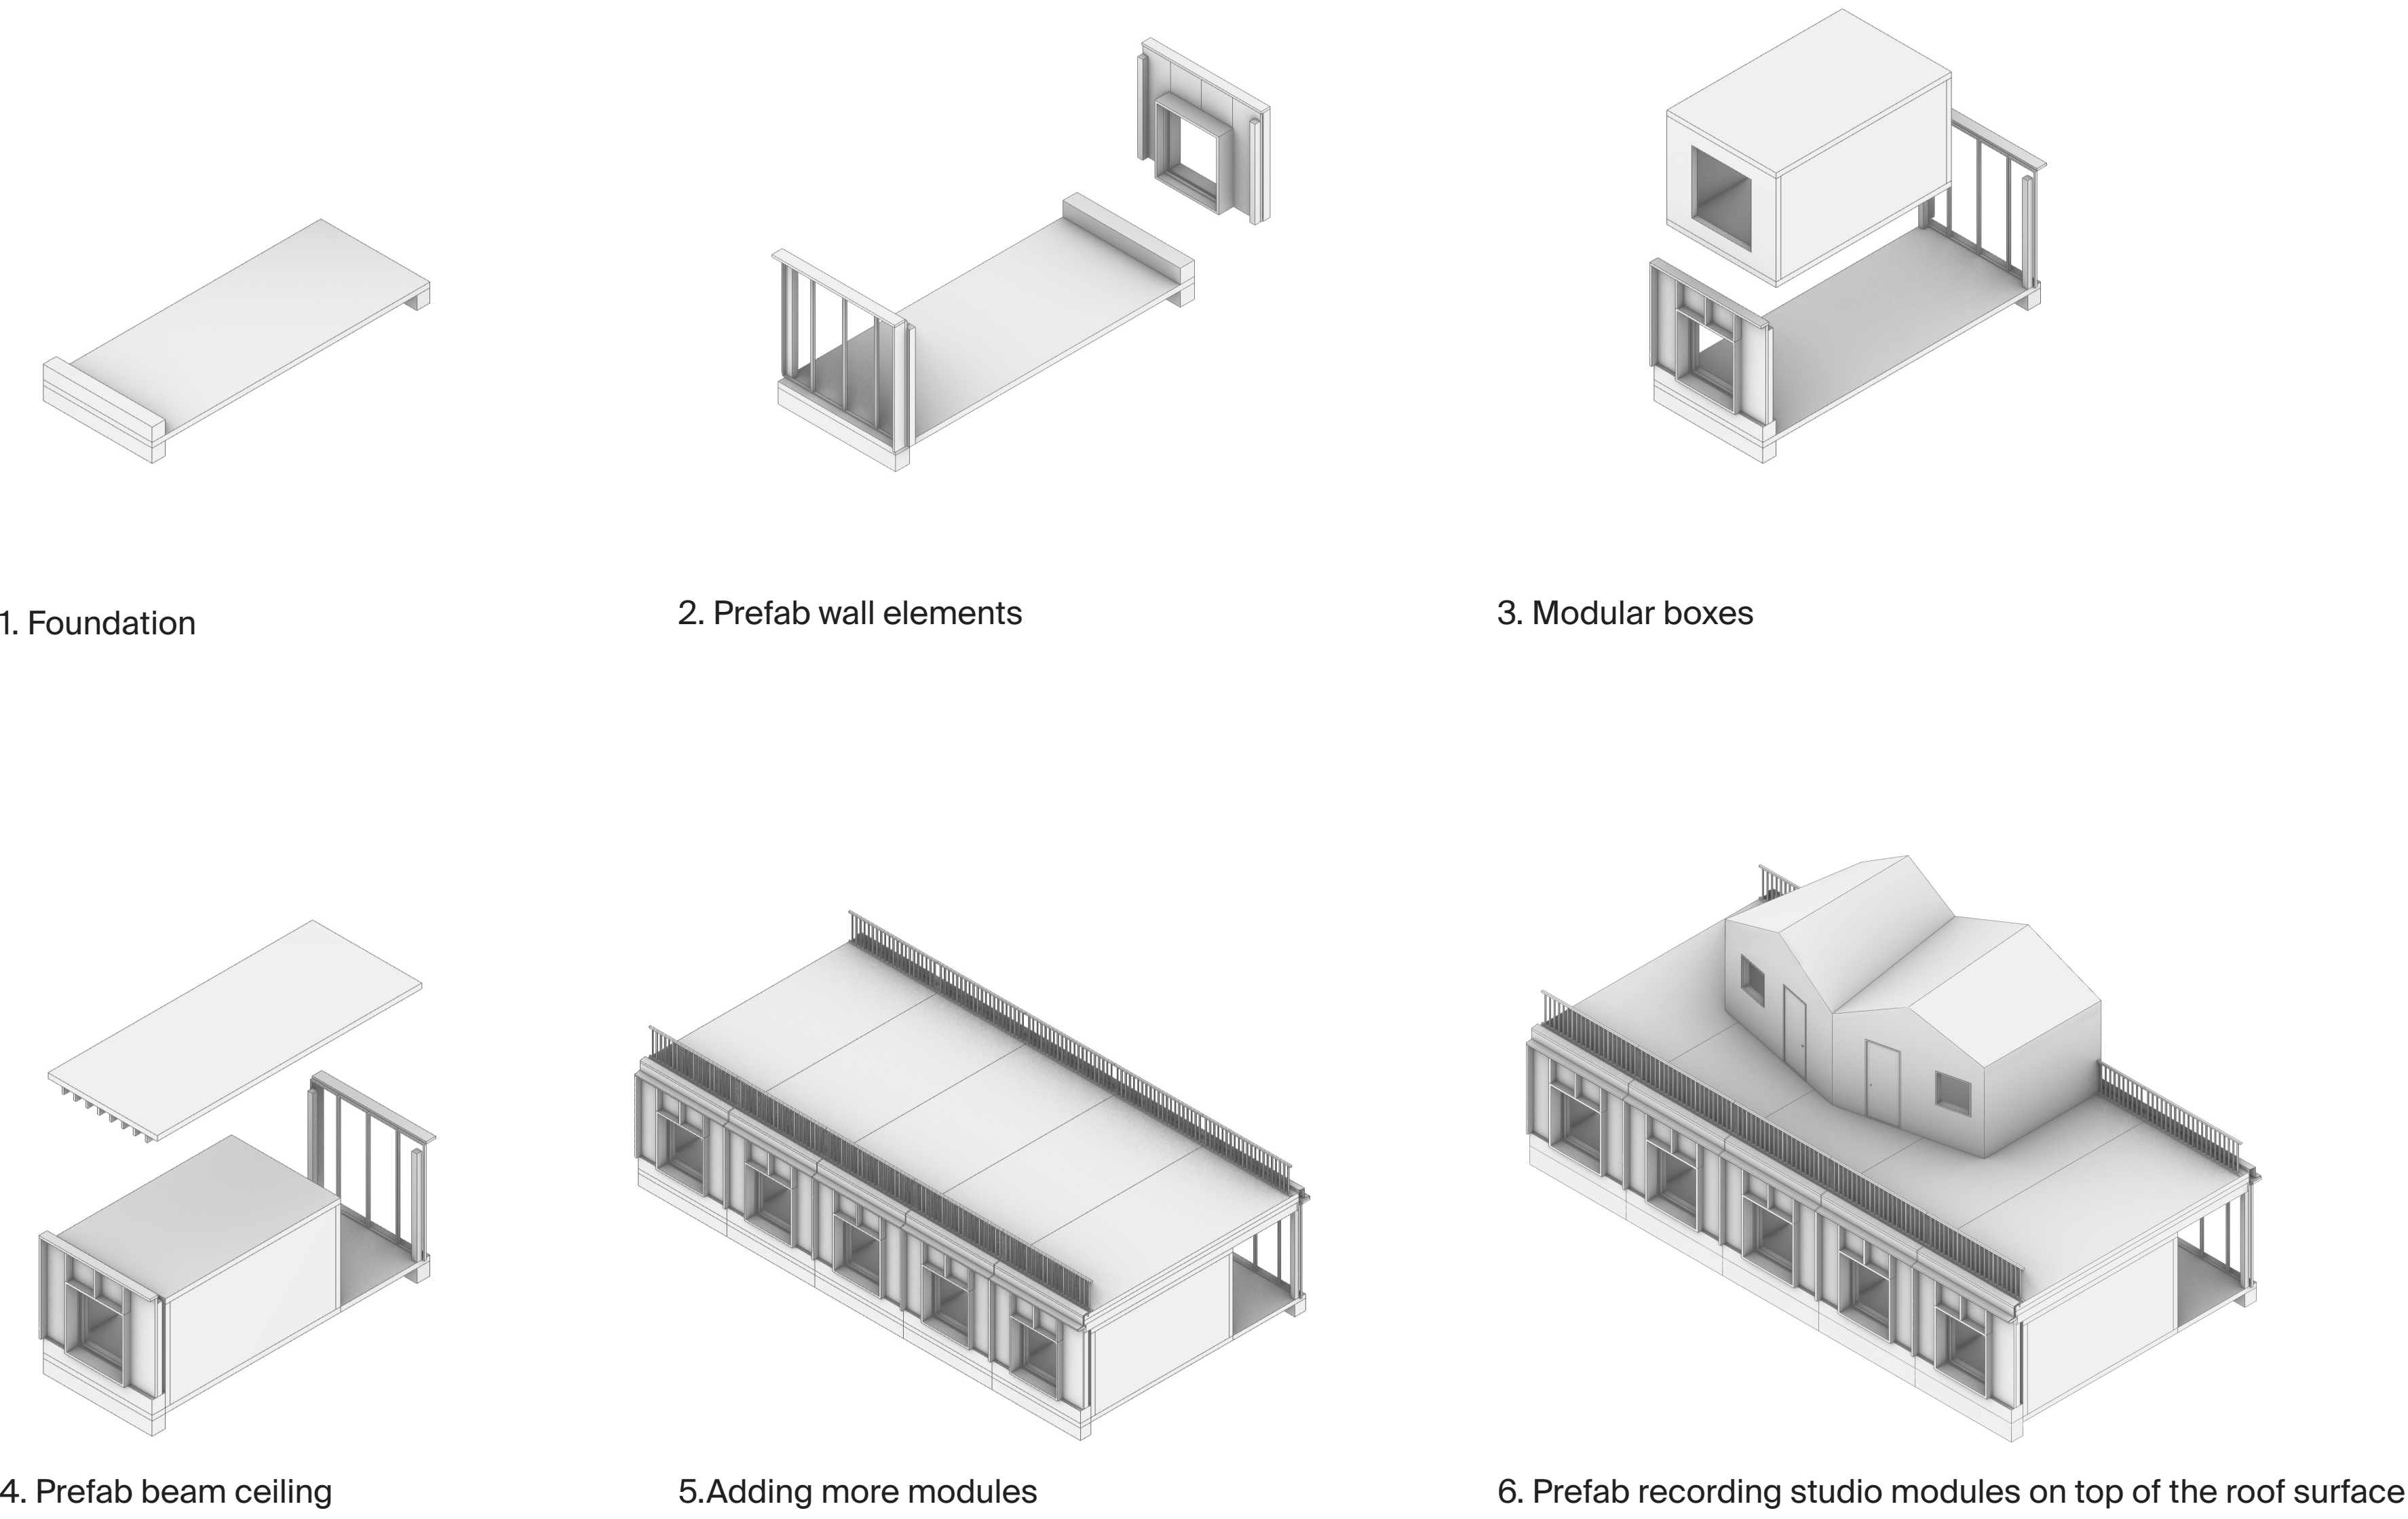 1. Foundation
2. Prefab wall elements
3. Modular boxes
4. Prefab beam ceiling
5.Adding more modules
6. Prefab recording studio modules on top of the roof surface